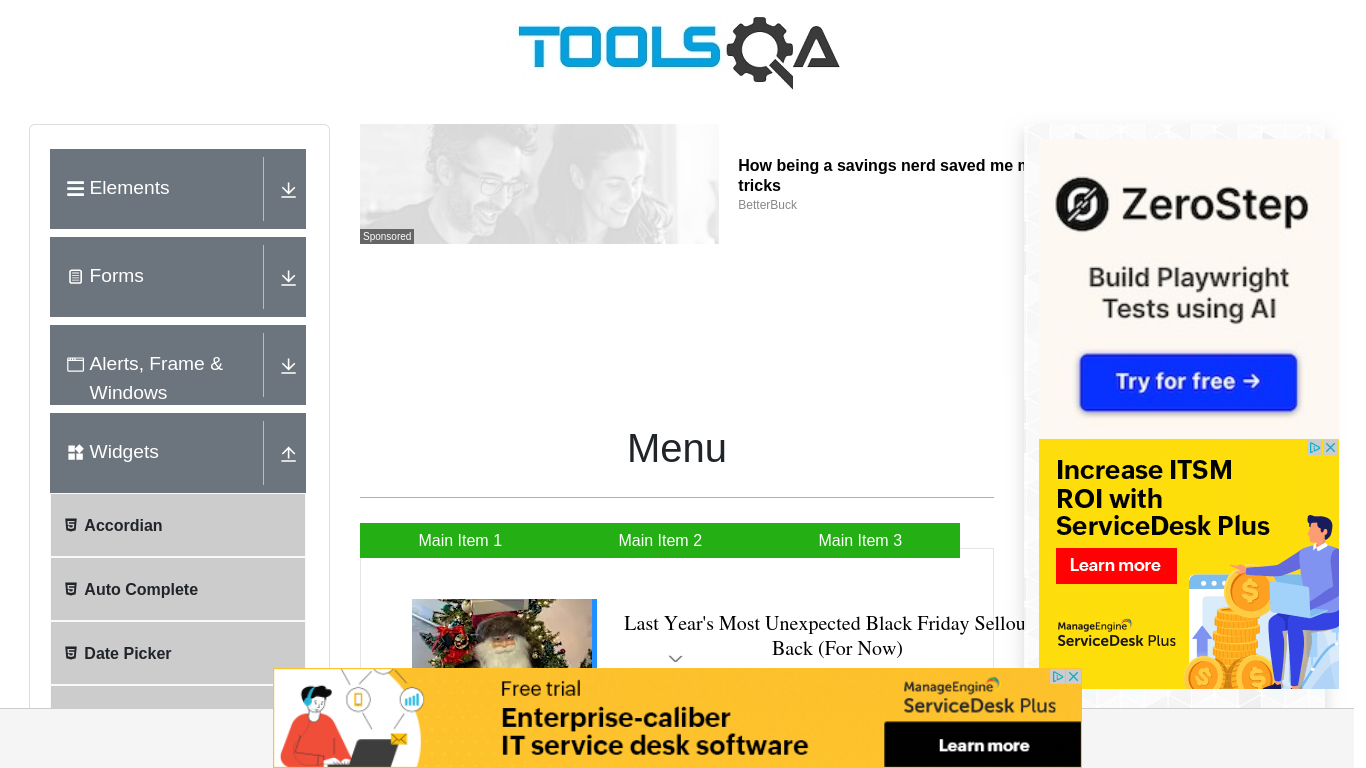 TOOLSQA
Elements
Forms
Alerts, Frame &
Windows
Widgets
Accordian
Auto Complete
Date Picker
Sponsored
How being a savings nerd saved me
tricks
BetterBuck
Menu
Main Item 1
Main Item 2
Main Item 3
Last Year's Most Unexpected Black Friday
Back (For Now)
ZeroStep
Build Playwright
Tests using AI
Try for free →
Increase ITSM
ROI with
ServiceDesk Plus
Learn more
ManageEngine
ServiceDesk Plus
Free trial
Enterprise-caliber
IT service desk software
ManageEngine
ServiceDesk Plus
Learn more